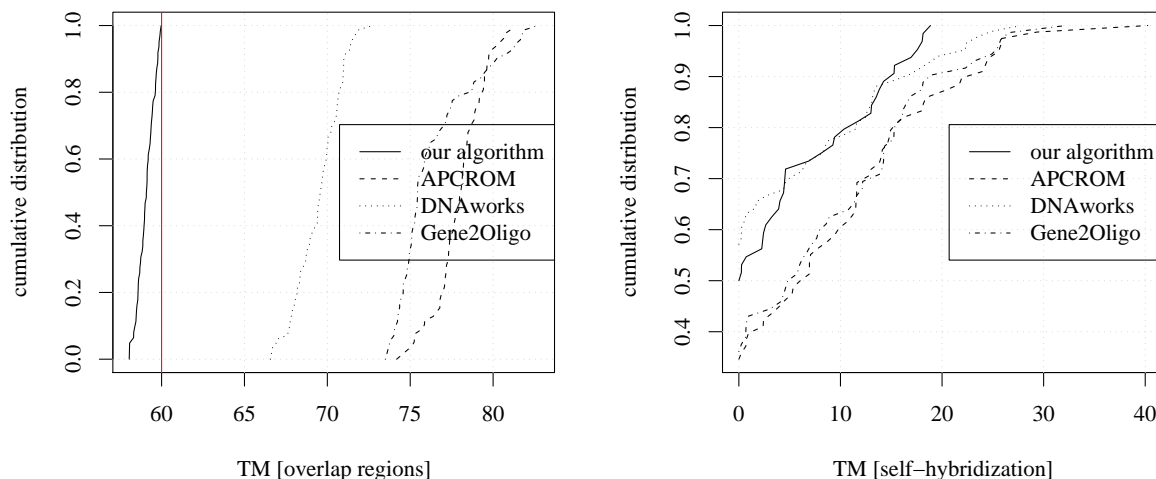 cumulative distribution
1.0
0.8
0.6
0.4
0.2
0.0
our algorithm
APCROM
DNAworks
Gene2Oligo
60 65 70 75 80
TM [overlap regions]
cumulative distribution
1.0
0.9
0.8
0.7
0.6
0.5
0.4
our algorithm
APCROM
DNAworks
Gene2Oligo
0 10 20 30 40
TM [self−hybridization]